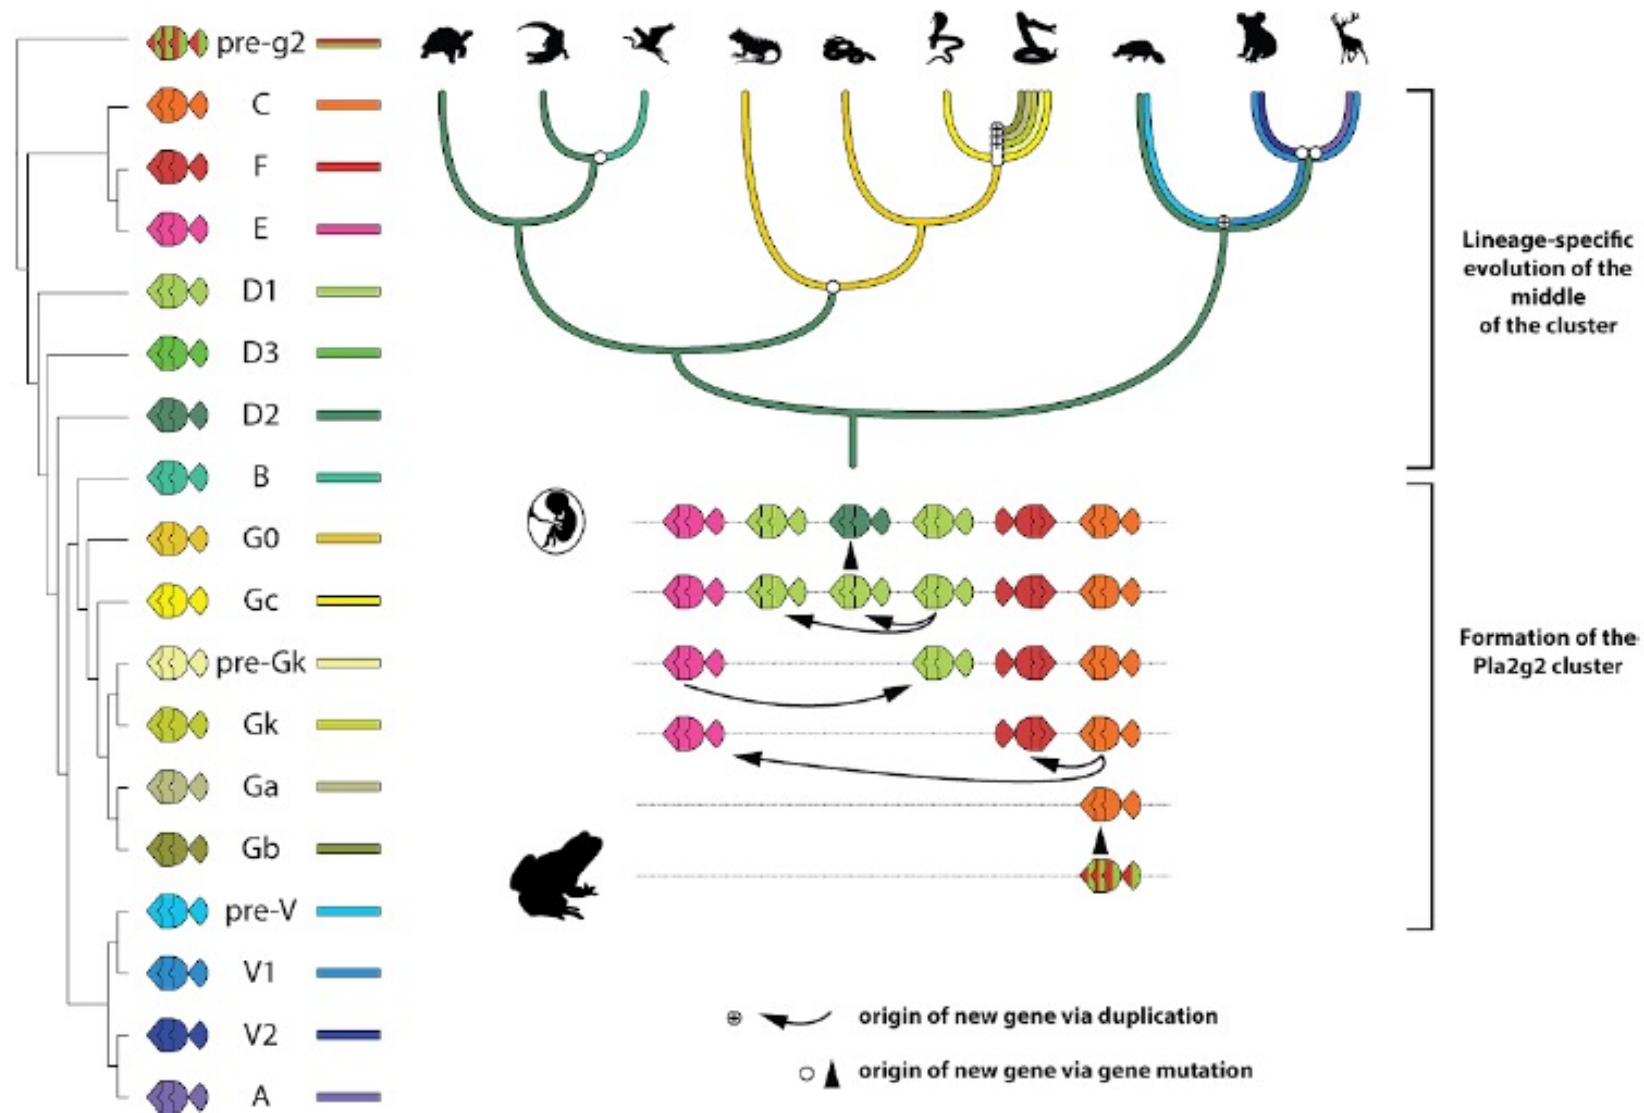 pre-g2
C
F
E
D1
D3
D2
B
G0
Gc
pre-Gk
Gk
Ga
Gb
pre-V
V1
V2
A
Lineage-specific
evolution of the
middle
of the cluster
Formation of the
Pla2g2 cluster
origin of new gene via duplication
origin of new gene via gene mutation